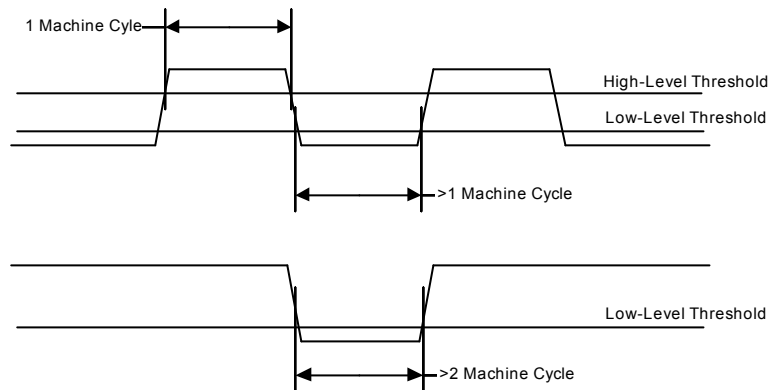 1 Machine Cyle
High-Level Threshold
Low-Level Threshold
>1 Machine Cycle
Low-Level Threshold
>2 Machine Cycle